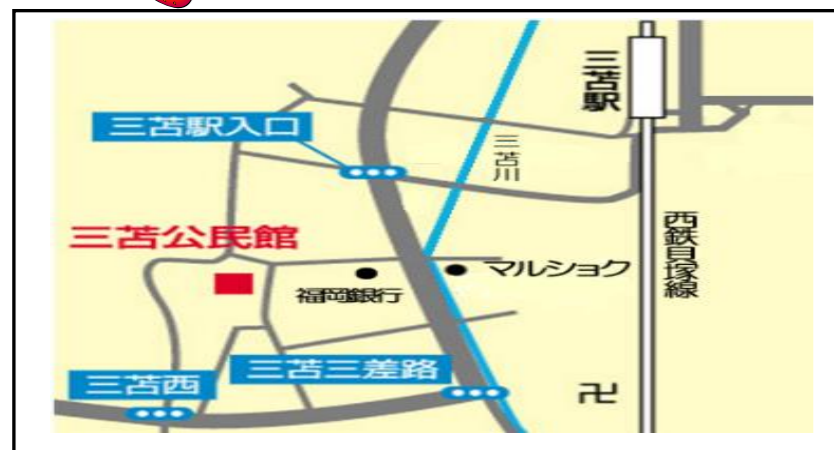 三苫駅
三苫駅入口
三苫川
三苫公民館
西鉄貝塚線
マルショク
福岡銀行
三苫三差路
三苫西
卍